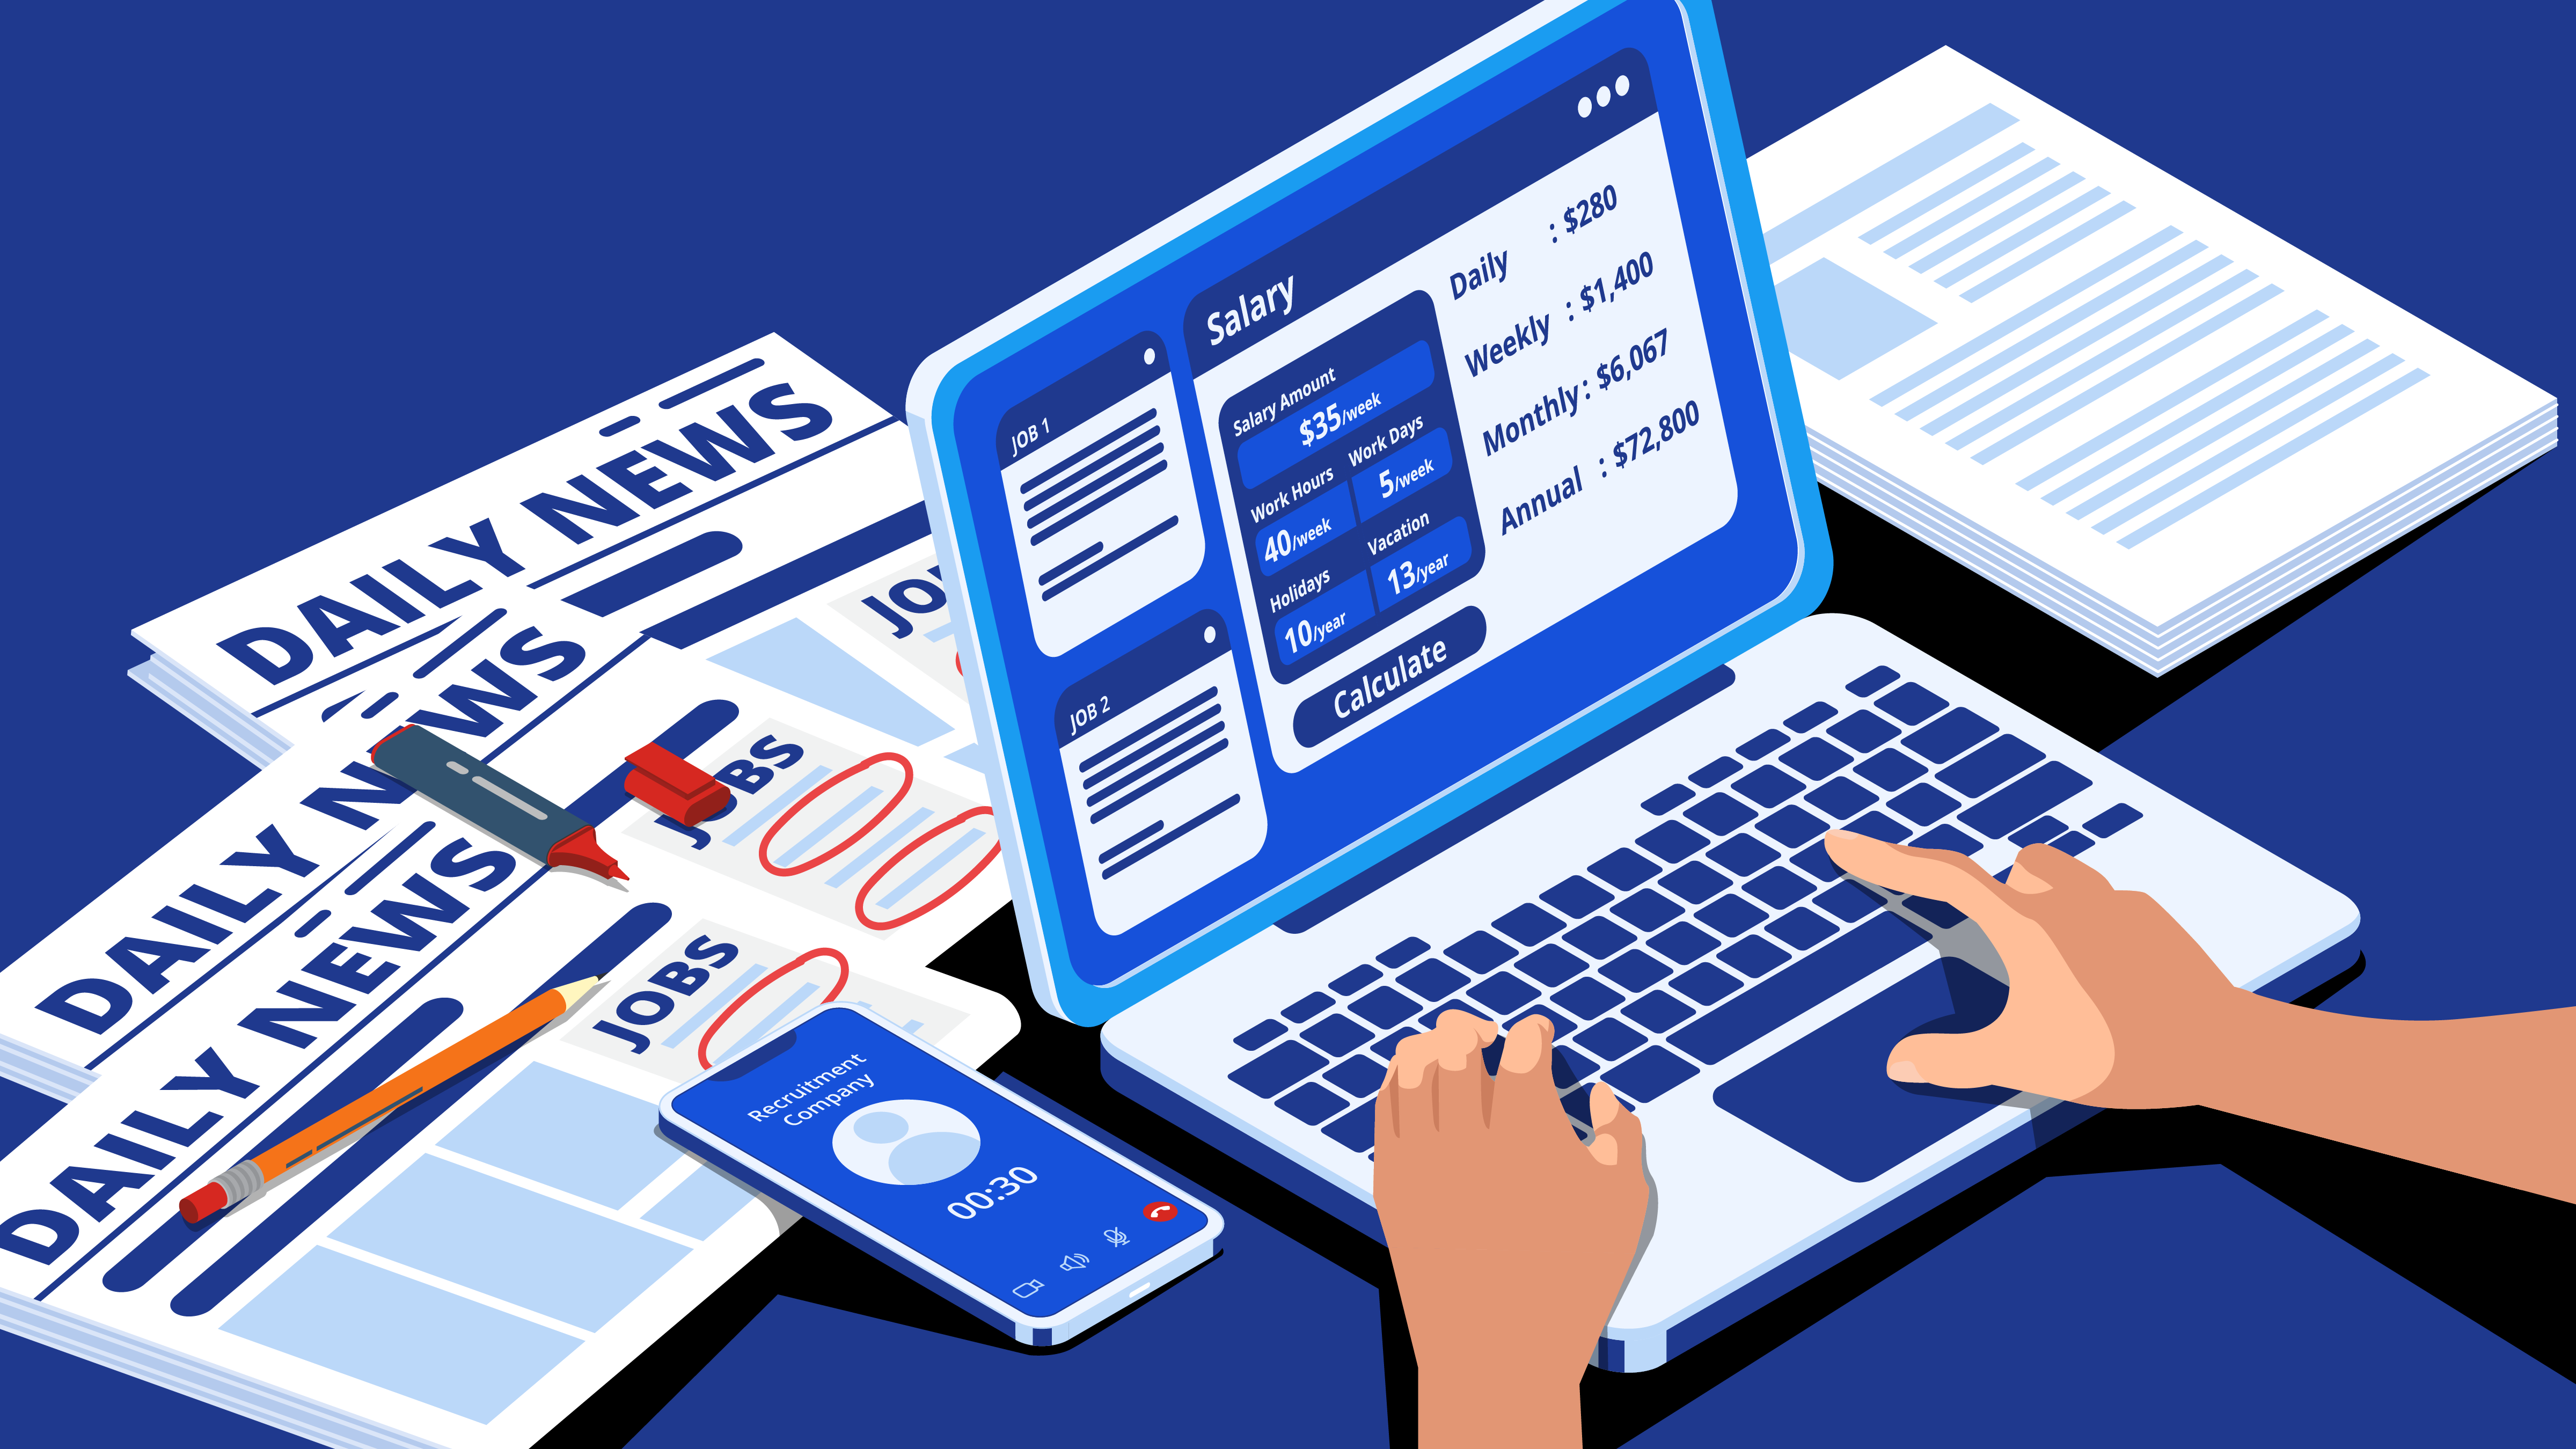 DAILY NEWS
DAILY NEWS
DAILY NEWS
JOBS
JOBS
JOB 1
JOB 2
Salary
Salary Amount
$35/week
Work Hours
Work Days
40/week
5/week
Holidays
Vacation
10/year
13/year
Calculate
Daily : $280
Weekly : $1,400
Monthly : $6,067
Annual : $72,800
Recruitment
Company
00:30